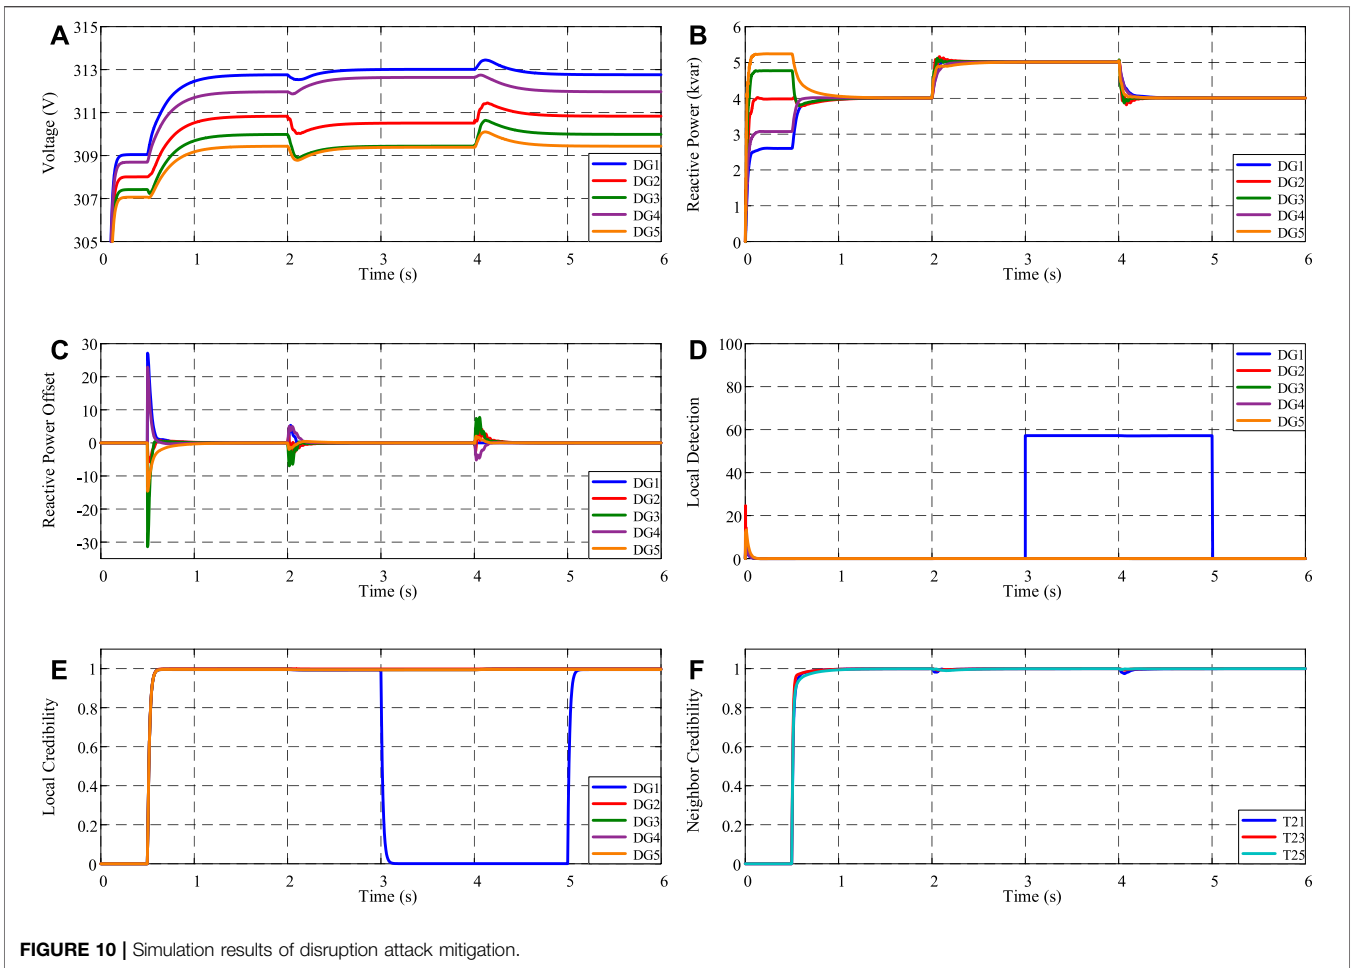 A
Voltage (V)
315
313
311
309
307
305
0 1 2 3 4 5 6
Time (s)
DG1
DG2
DG3
DG4
DG5
B
Reactive Power (kvar)
6
5
4
3
2
1
0
0 1 2 3 4 5 6
Time (s)
DG1
DG2
DG3
DG4
DG5
C
Reactive Power Offset
30
20
10
0
-10
-20
-30
0 1 2 3 4 5 6
Time (s)
DG1
DG2
DG3
DG4
DG5
D
Local Detection
100
80
60
40
20
0
0 1 2 3 4 5 6
Time (s)
DG1
DG2
DG3
DG4
DG5
E
Local Credibility
1
0.8
0.6
0.4
0.2
0
0 1 2 3 4 5 6
Time (s)
DG1
DG2
DG3
DG4
DG5
F
Neighbor Credibility
1
0.8
0.6
0.4
0.2
0
0 1 2 3 4 5 6
Time (s)
T21
T23
T25
FIGURE 10 | Simulation results of disruption attack mitigation.